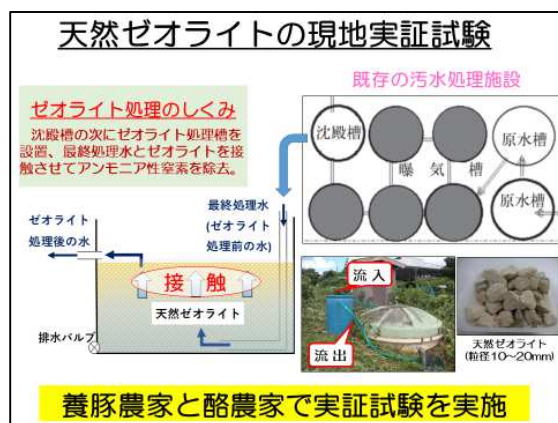 天然ゼオライトの現地実証試験
ゼオライト処理のしくみ
沈殿槽の次にゼオライト処理槽を
設置、最終処理水とゼオライトを接
触させてアンモニア性窒素を除去。
既存の汚水処理施設
沈殿槽
曝気槽
原水槽
原水槽
ゼオライト
処理後の水
最終処理水
(ゼオライト
処理前の水)
接触
天然ゼオライト
排水バルブ
流入
流出
天然ゼオライト
(粒径10～20mm)
養豚農家と酪農家で実証試験を実施